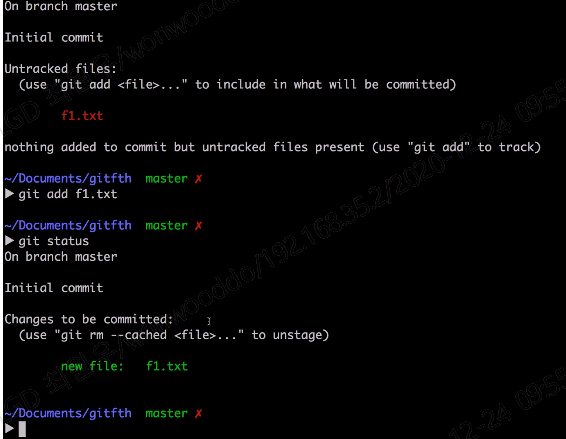 On branch master
Initial commit
Untracked files:
(use "git add <file>..." to include in what will be committed)
f1.txt
nothing added to commit but untracked files present (use "git add" to track)
~/Documents/gitfth master ✗
▶ git add f1.txt
~/Documents/gitfth master ✗
▶ git status
On branch master
Initial commit
Changes to be committed:
(use "git rm --cached <file>..." to unstage)
new file: f1.txt
~/Documents/gitfth master ✗
▶